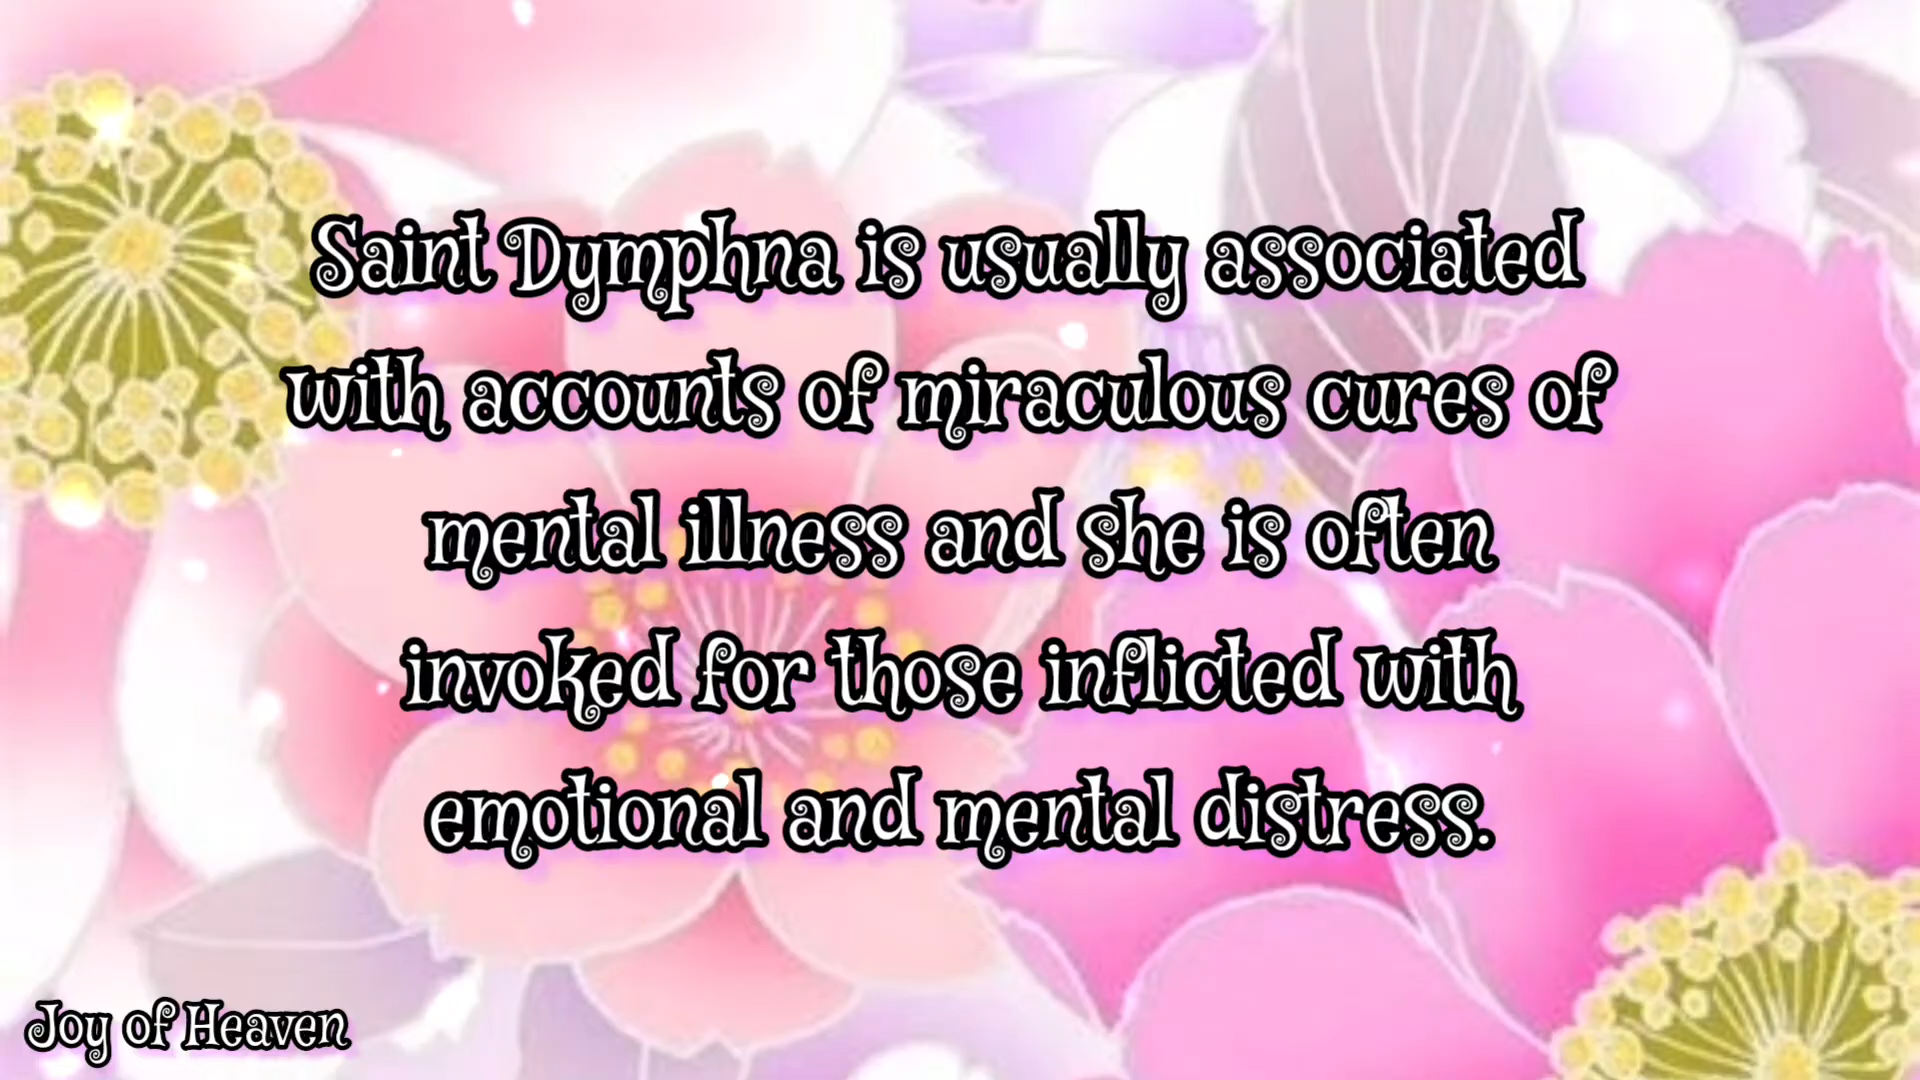 Saint Dymphna is usually associated
with accounts of miraculous cures of
mental illness and she is often
invoked for those inflicted with
emotional and mental distress.
Joy of Heaven